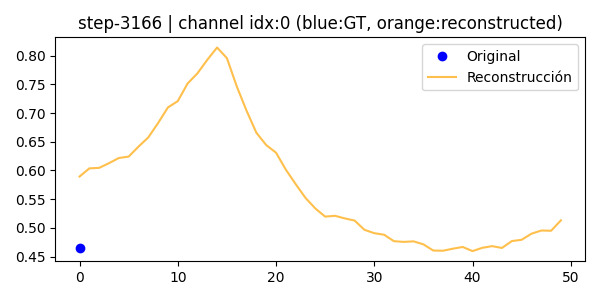 step-3166 | channel idx:0 (blue:GT, orange:reconstructed)
Original
Reconstrucción
0.80
0.75
0.70
0.65
0.60
0.55
0.50
0.45
0 10 20 30 40 50